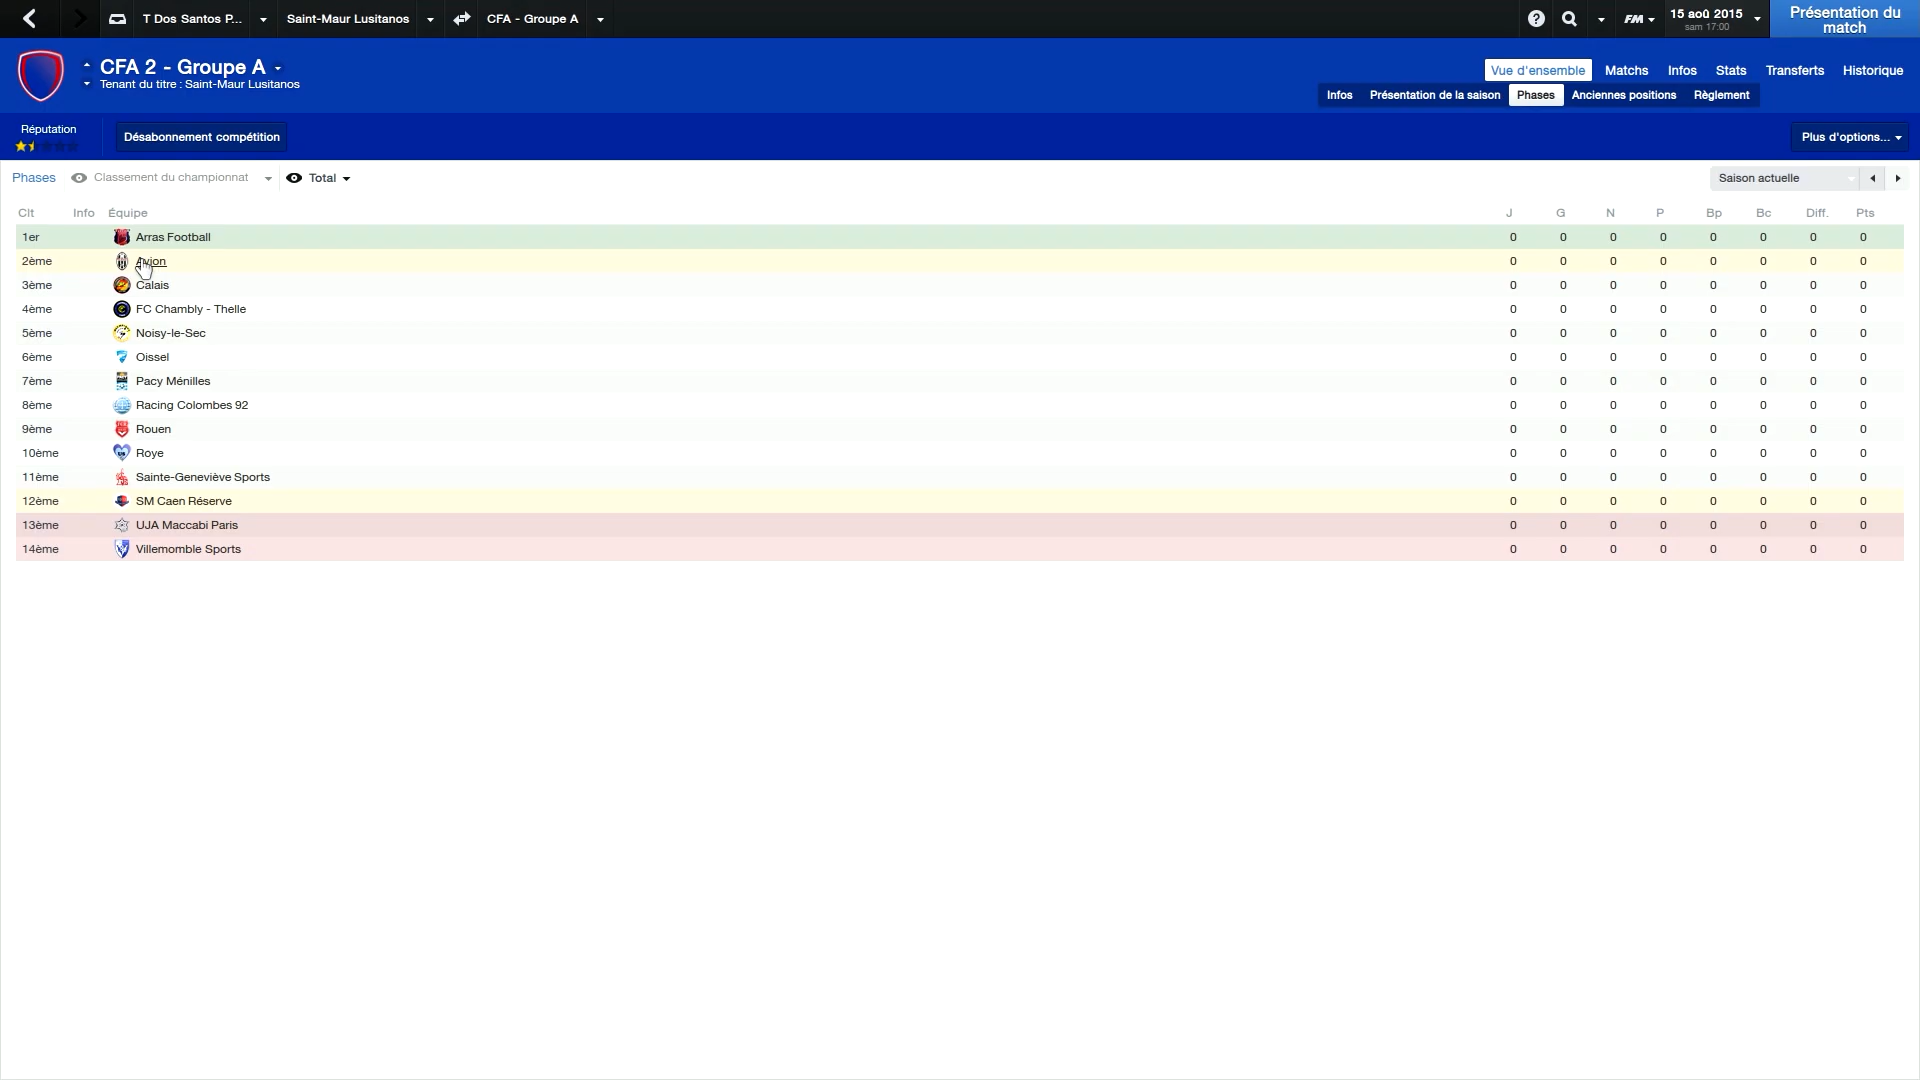 T Dos Santos P... Saint-Maur Lusitanos CFA - Groupe A ? FM 15 aoû 2015 Présentation du match
sam 17:00
CFA 2 - Groupe A
Tenant du titre : Saint-Maur Lusitanos
Vue d'ensemble Matchs Infos Stats Transferts Historique
Infos Présentation de la saison Phases Anciennes positions Règlement
Réputation
Désabonnement compétition
Plus d'options...
Phases Classement du championnat Total Saison actuelle
Clt Info Équipe J G N P Bp Bc Diff. Pts
1er Arras Football 0 0 0 0 0 0 0 0
2ème Avion 0 0 0 0 0 0 0 0
3ème Calais 0 0 0 0 0 0 0 0
4ème FC Chambly - Thelle 0 0 0 0 0 0 0 0
5ème Noisy-le-Sec 0 0 0 0 0 0 0 0
6ème Oissel 0 0 0 0 0 0 0 0
7ème Pacy Ménilles 0 0 0 0 0 0 0 0
8ème Racing Colombes 92 0 0 0 0 0 0 0 0
9ème Rouen 0 0 0 0 0 0 0 0
10ème Roye 0 0 0 0 0 0 0 0
11ème Sainte-Geneviève Sports 0 0 0 0 0 0 0 0
12ème SM Caen Réserve 0 0 0 0 0 0 0 0
13ème UJA Maccabi Paris 0 0 0 0 0 0 0 0
14ème Villemomble Sports 0 0 0 0 0 0 0 0